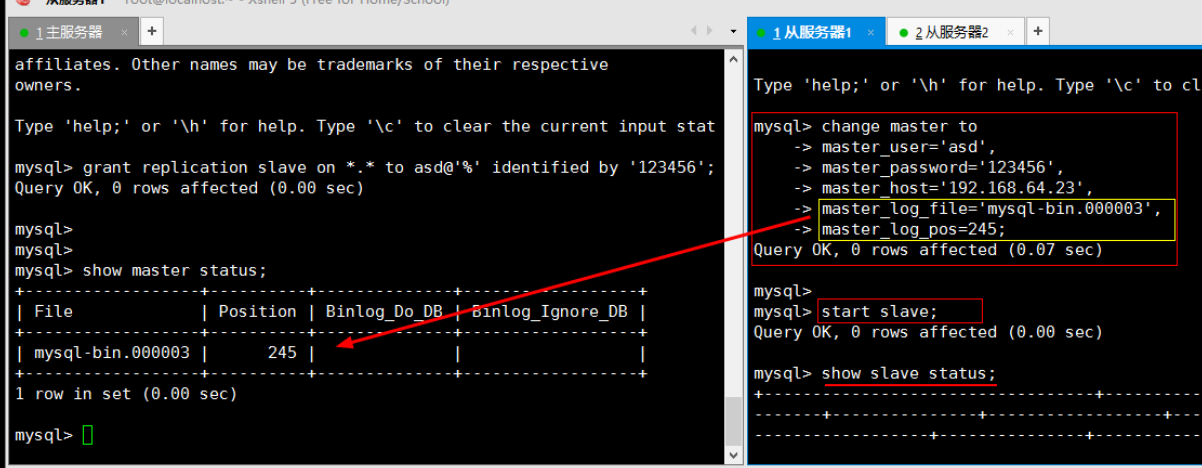 从服务器1 root@localhost:~ - Xshell 5 (Free for Home/School)
1 主服务器 × +
affiliates. Other names may be trademarks of their respective
owners.
Type 'help;' or '\h' for help. Type '\c' to clear the current input stat
mysql> grant replication slave on *.* to asd@'%' identified by '123456';
Query OK, 0 rows affected (0.00 sec)
mysql>
mysql>
mysql> show master status;
+------------------+----------+--------------+------------------+
| File | Position | Binlog_Do_DB | Binlog_Ignore_DB |
+------------------+----------+--------------+------------------+
| mysql-bin.000003 | 245 | | |
+------------------+----------+--------------+------------------+
1 row in set (0.00 sec)
mysql>
1 从服务器1 × 2 从服务器2 × +
Type 'help;' or '\h' for help. Type '\c' to cl
mysql> change master to
-> master_user='asd',
-> master_password='123456',
-> master_host='192.168.64.23',
-> master_log_file='mysql-bin.000003',
-> master_log_pos=245;
Query OK, 0 rows affected (0.07 sec)
mysql>
mysql> start slave;
Query OK, 0 rows affected (0.00 sec)
mysql> show slave status;